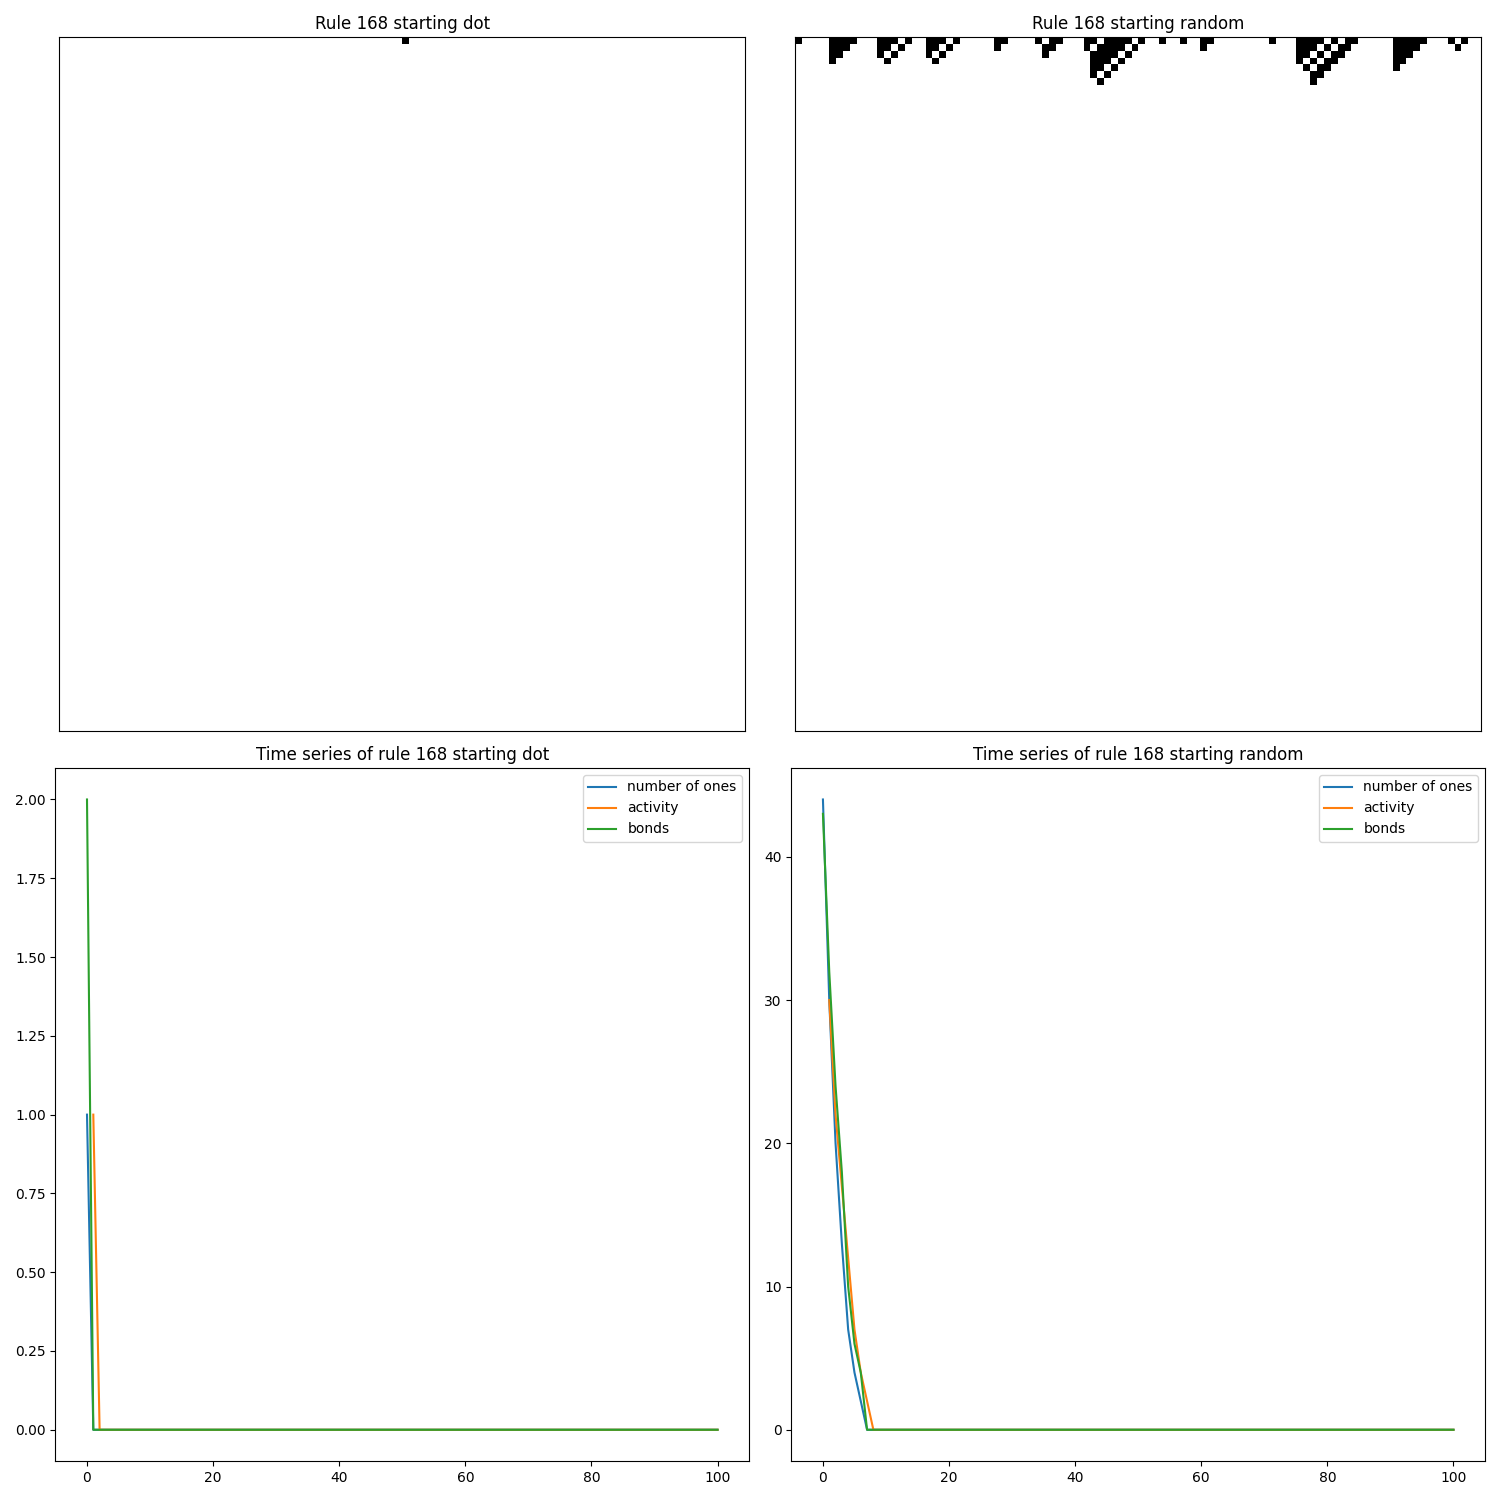 Rule 168 starting dot
Rule 168 starting random
Time series of rule 168 starting dot
2.00
1.75
1.50
1.25
1.00
0.75
0.50
0.25
0.00
0 20 40 60 80 100
number of ones
activity
bonds
Time series of rule 168 starting random
40
30
20
10
0
0 20 40 60 80 100
number of ones
activity
bonds